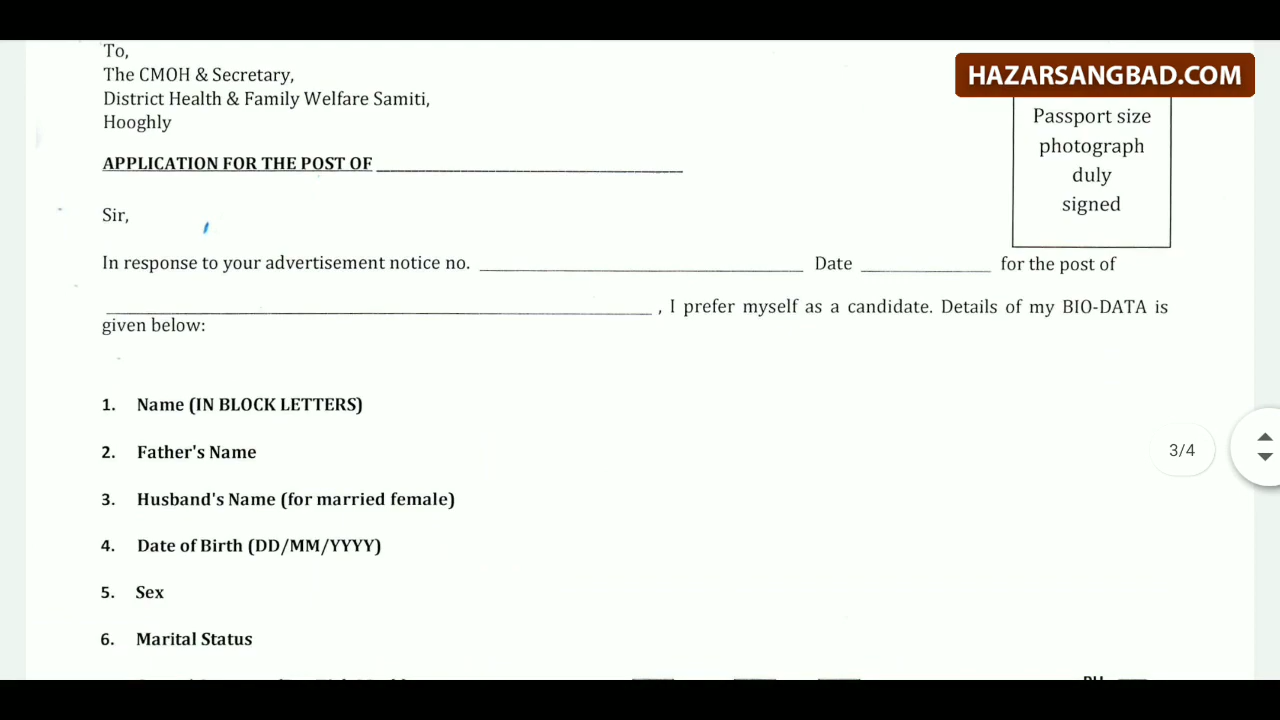 To,
The CMOH & Secretary,
District Health & Family Welfare Samiti,
Hooghly
HAZARSANGBAD.COM
Passport size
photograph
duly
signed
APPLICATION FOR THE POST OF
Sir,
In response to your advertisement notice no. Date for the post of
, I prefer myself as a candidate. Details of my BIO-DATA is
given below:
1. Name (IN BLOCK LETTERS)
2. Father's Name
3. Husband's Name (for married female)
3/4
4. Date of Birth (DD/MM/YYYY)
5. Sex
6. Marital Status